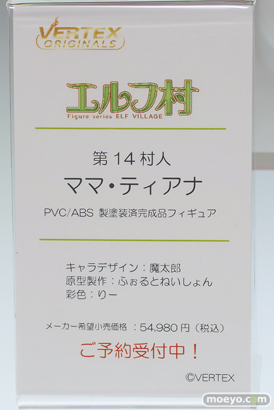 VERTEX
ORIGINALS
エルフ村
Figure series ELF VILLAGE
第14村人
ママ・ティアナ
PVC/ABS 製塗装済完成品フィギュア
キャラデザイン：魔太郎
原型製作：ふぉるとねいしょん
彩色：りー
メーカー希望小売価格：54,980円（税込）
ご予約受付中！
©VERTEX
moeyo.com